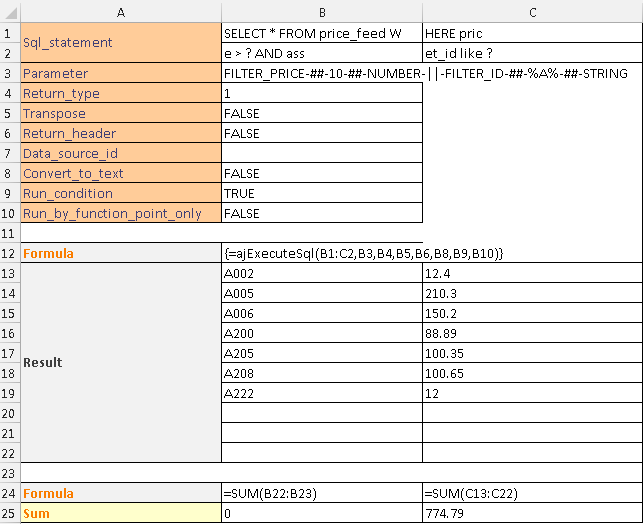 A B C
1 Sql_statement SELECT * FROM price_feed W HERE pric
2 e > ? AND ass et_id like ?
3 Parameter FILTER_PRICE-##-10-##-NUMBER-||-FILTER_ID-##-%A%-##-STRING
4 Return_type 1
5 Transpose FALSE
6 Return_header FALSE
7 Data_source_id
8 Convert_to_text FALSE
9 Run_condition TRUE
10 Run_by_function_point_only FALSE
11
12 Formula {=ajExecuteSql(B1:C2,B3,B4,B5,B6,B8,B9,B10)}
13 A002 12.4
14 A005 210.3
15 A006 150.2
16 A200 88.89
17 Result A205 100.35
18 A208 100.65
19 A222 12
20
21
22
23
24 Formula =SUM(B22:B23) =SUM(C13:C22)
25 Sum 0 774.79